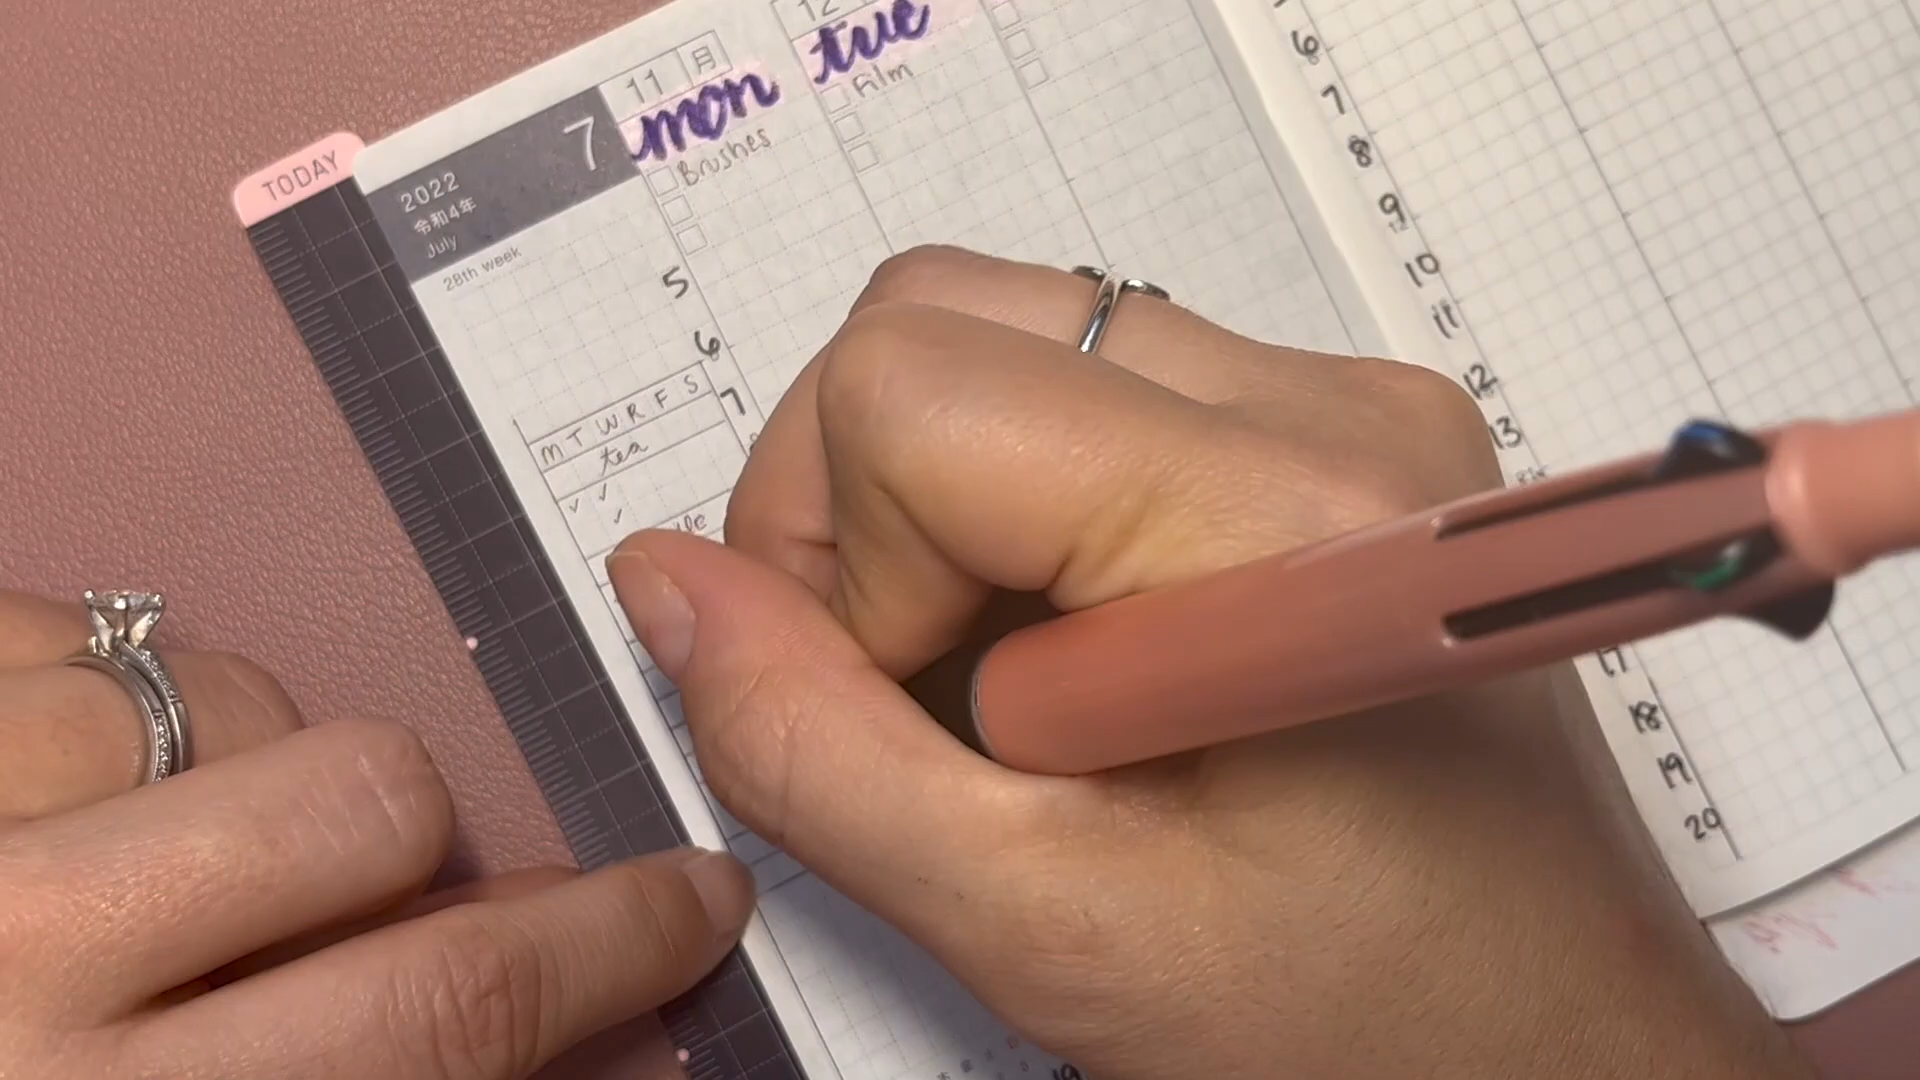 TODAY
7
2022
令和4年
July
28th week
11 月
mon
Brushes
12
tue
Film
5
6
7
M T W R F S
tea
✓ ✓
✓
6
7
8
9
10
11
12
13
17
18
19
20
19